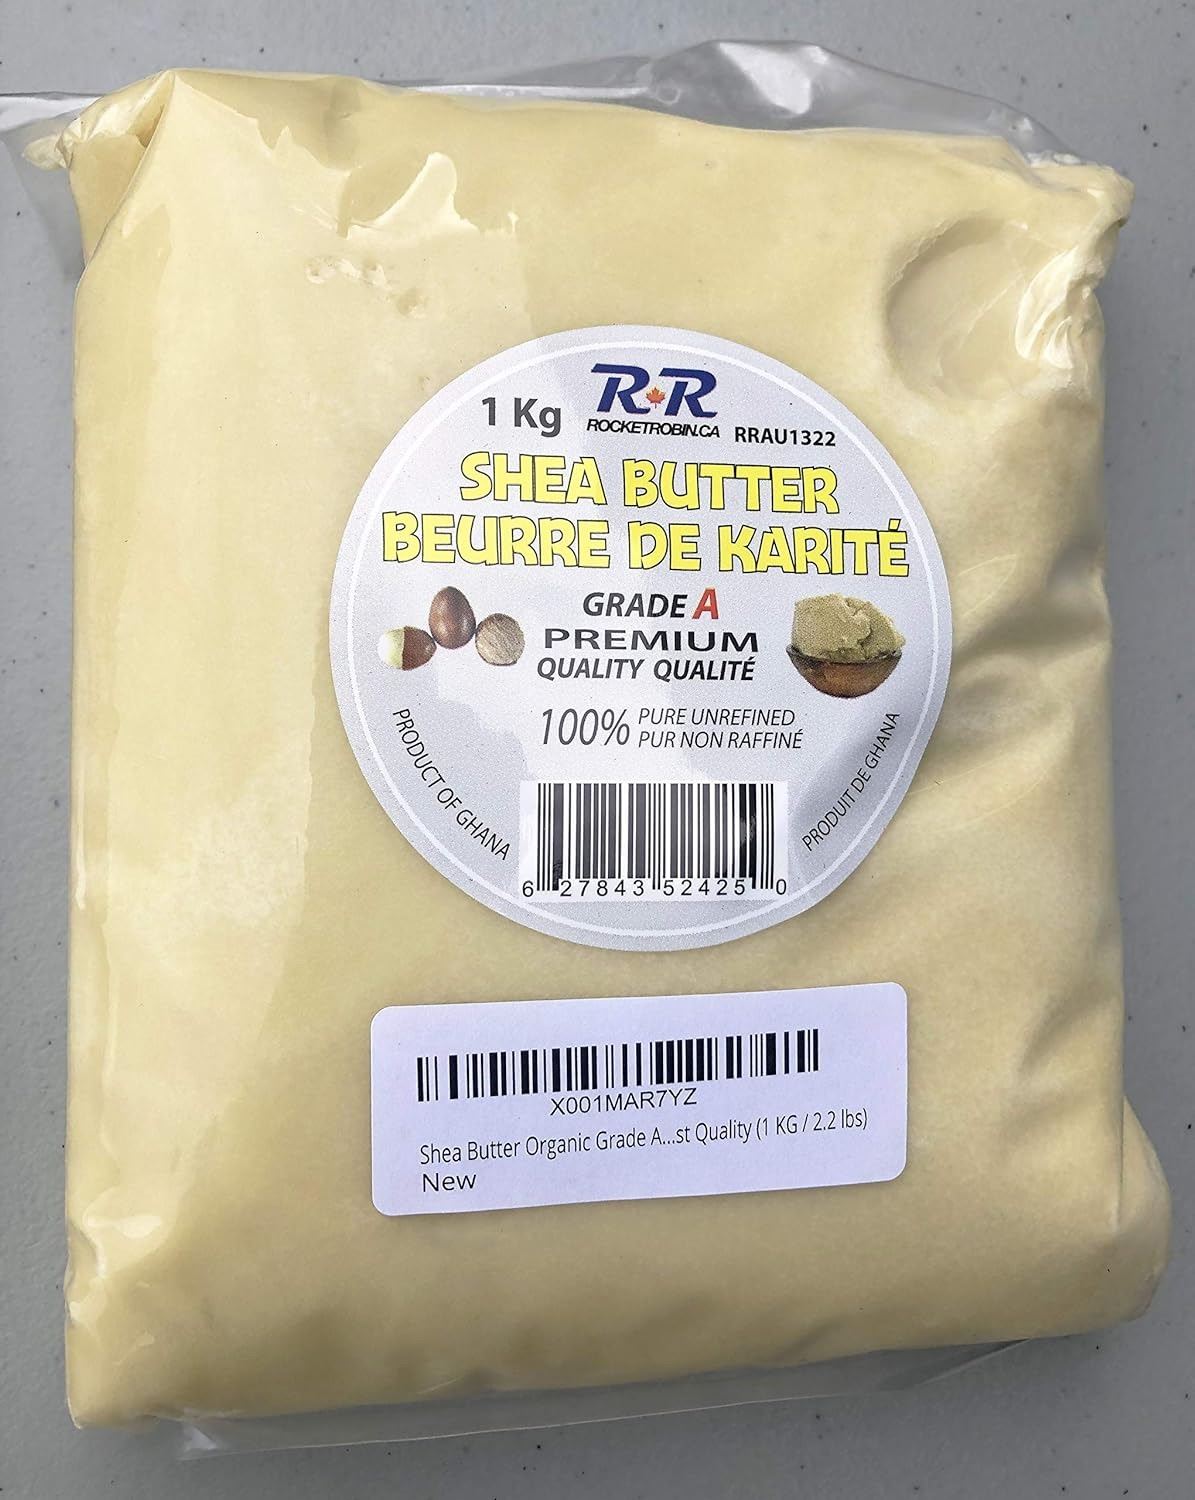 R R
1 Kg ROCKETROBIN.CA RRAU1322
SHEA BUTTER
BEURRE DE KARITÉ
GRADE A
PREMIUM
QUALITY QUALITÉ
100% PURE UNREFINED
PUR NON RAFFINÉ
PRODUCT OF GHANA
PRODUIT DE GHANA
6 27843 52425 0
X001MAR7YZ
Shea Butter Organic Grade A...st Quality (1 KG / 2.2 lbs)
New